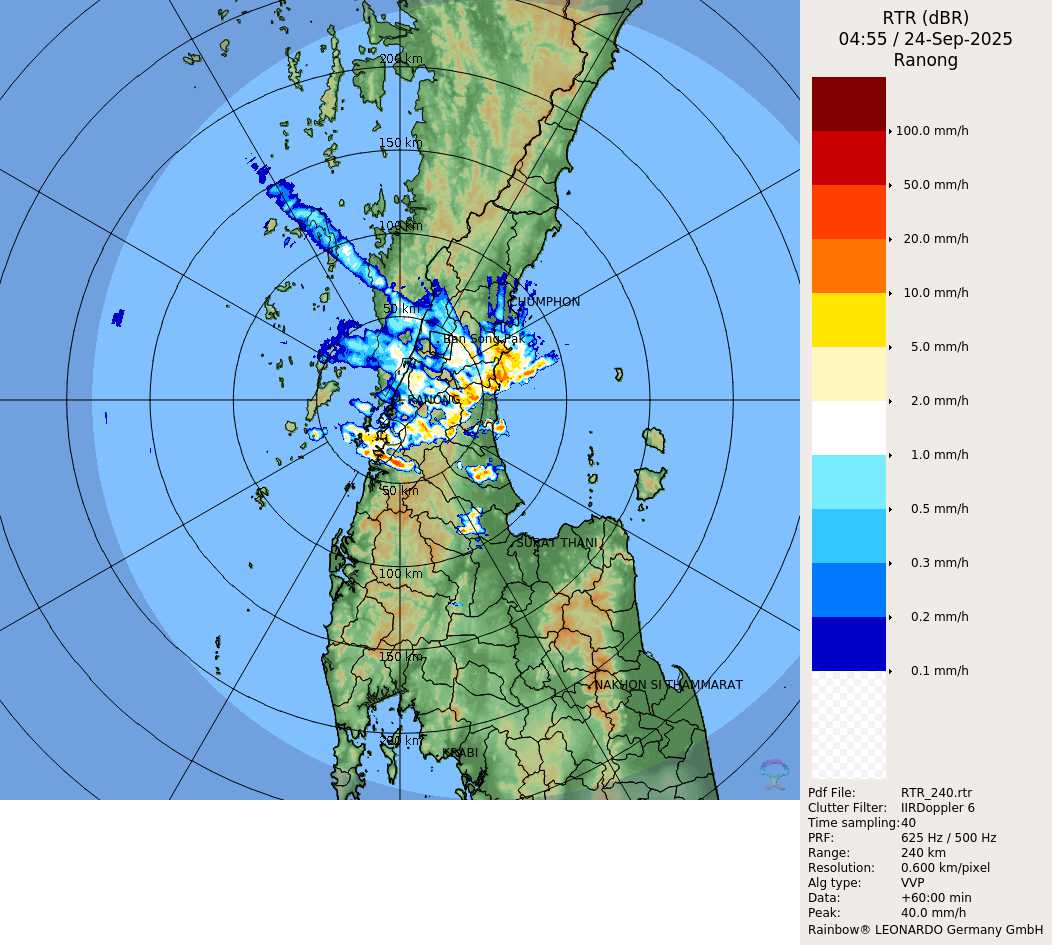 RTR (dBR)
04:55 / 24-Sep-2025
Ranong
200 km
150 km
100 km
50 km
CHUMPHON
Ban Song Pak
RANONG
50 km
SURAT THANI
100 km
150 km
NAKHON SI THAMMARAT
200 km
KRABI
100.0 mm/h
50.0 mm/h
20.0 mm/h
10.0 mm/h
5.0 mm/h
2.0 mm/h
1.0 mm/h
0.5 mm/h
0.3 mm/h
0.2 mm/h
0.1 mm/h
Pdf File: RTR_240.rtr
Clutter Filter: IIRDoppler 6
Time sampling:40
PRF: 625 Hz / 500 Hz
Range: 240 km
Resolution: 0.600 km/pixel
Alg type: VVP
Data: +60:00 min
Peak: 40.0 mm/h
Rainbow® LEONARDO Germany GmbH